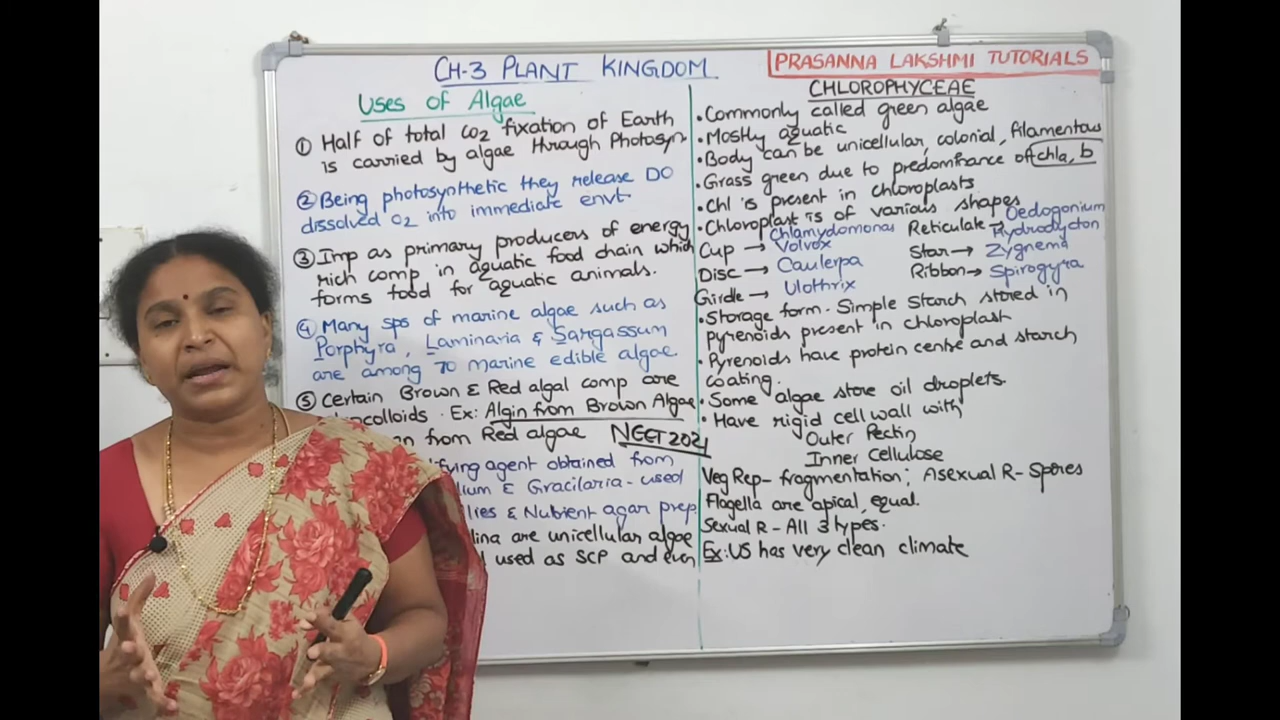 CH-3 PLANT KINGDOM
PRASANNA LAKSHMI TUTORIALS
Uses of Algae
① Half of total CO2 fixation of Earth
is carried by algae through Photosyn.
② Being photosynthetic they release DO
dissolved O2 into immediate envt.
③ Imp as primary producers of energy
rich comp in aquatic food chain which
forms food for aquatic animals.
④ Many sps of marine algae such as
Porphyra, Laminaria & Sargassum
are among 70 marine edible algae
⑤ Certain Brown & Red algal comp are
colloids. Ex: Algin from Brown Algae
from Red algae NEET 2021
agent obtained from
& Gracilaria - used
& Nutrient agar prep.
are unicellular algae
used as SCP and even
CHLOROPHYCEAE
• Commonly called green algae
• Mostly aquatic
• Body can be unicellular, colonial, filamentous
• Grass green due to predominance of chla, b
• Chl is present in chloroplasts
• Chloroplast is of various shapes
Cup → Chlamydomonas Volvox
Reticulate → Oedogonium Hydrodycton
Disc → Caulerpa
Star → Zygnema
Girdle → Ulothrix
Ribbon → Spirogyra
• Storage form - Simple Starch stored in
pyrenoids present in chloroplast
• Pyrenoids have protein centre and starch
coating.
• Some algae store oil droplets.
• Have rigid cell wall with
Outer Pectin
Inner Cellulose
Veg Rep - fragmentation; Asexual R - Spores
Flagella are apical, equal.
Sexual R - All 3 types.
Ex: US has very clean climate